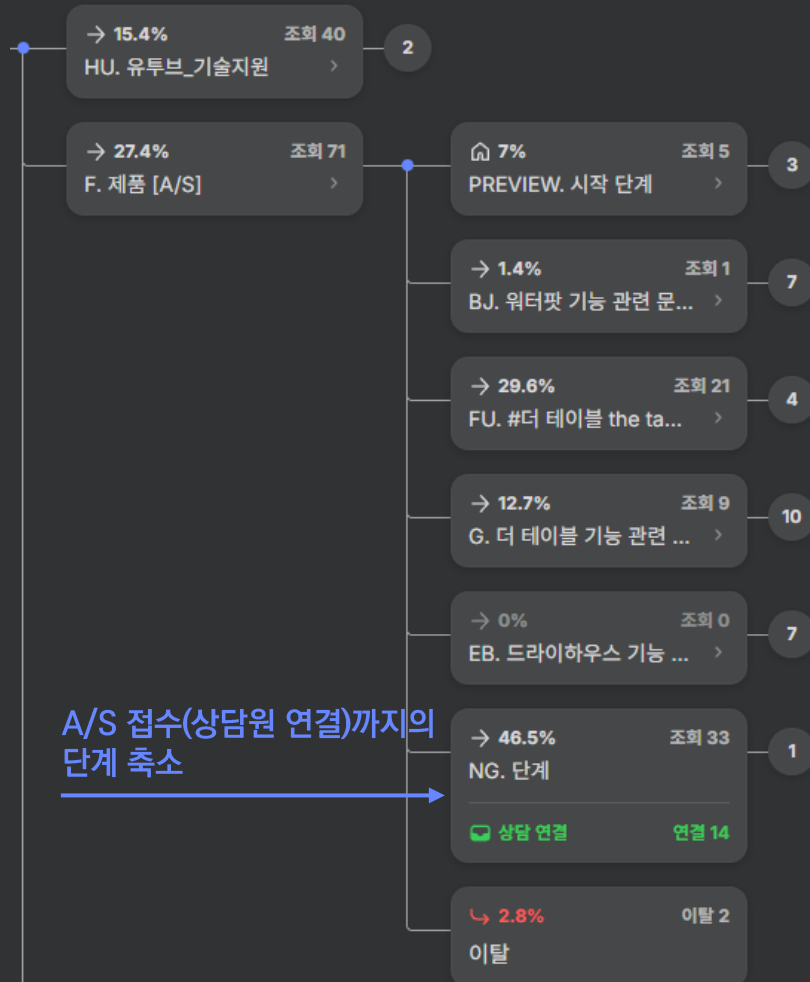 15.4% 조회 40
HU. 유투브_기술지원
2
27.4% 조회 71
F. 제품 [A/S]
7% 조회 5
PREVIEW. 시작 단계
3
1.4% 조회 1
BJ. 워터팟 기능 관련 문...
7
29.6% 조회 21
FU. #더 테이블 the ta...
4
12.7% 조회 9
G. 더 테이블 기능 관련 ...
10
0% 조회 0
EB. 드라이하우스 기능 ...
7
A/S 접수(상담원 연결)까지의
단계 축소
46.5% 조회 33
NG. 단계
1
상담 연결 연결 14
2.8% 이탈 2
이탈